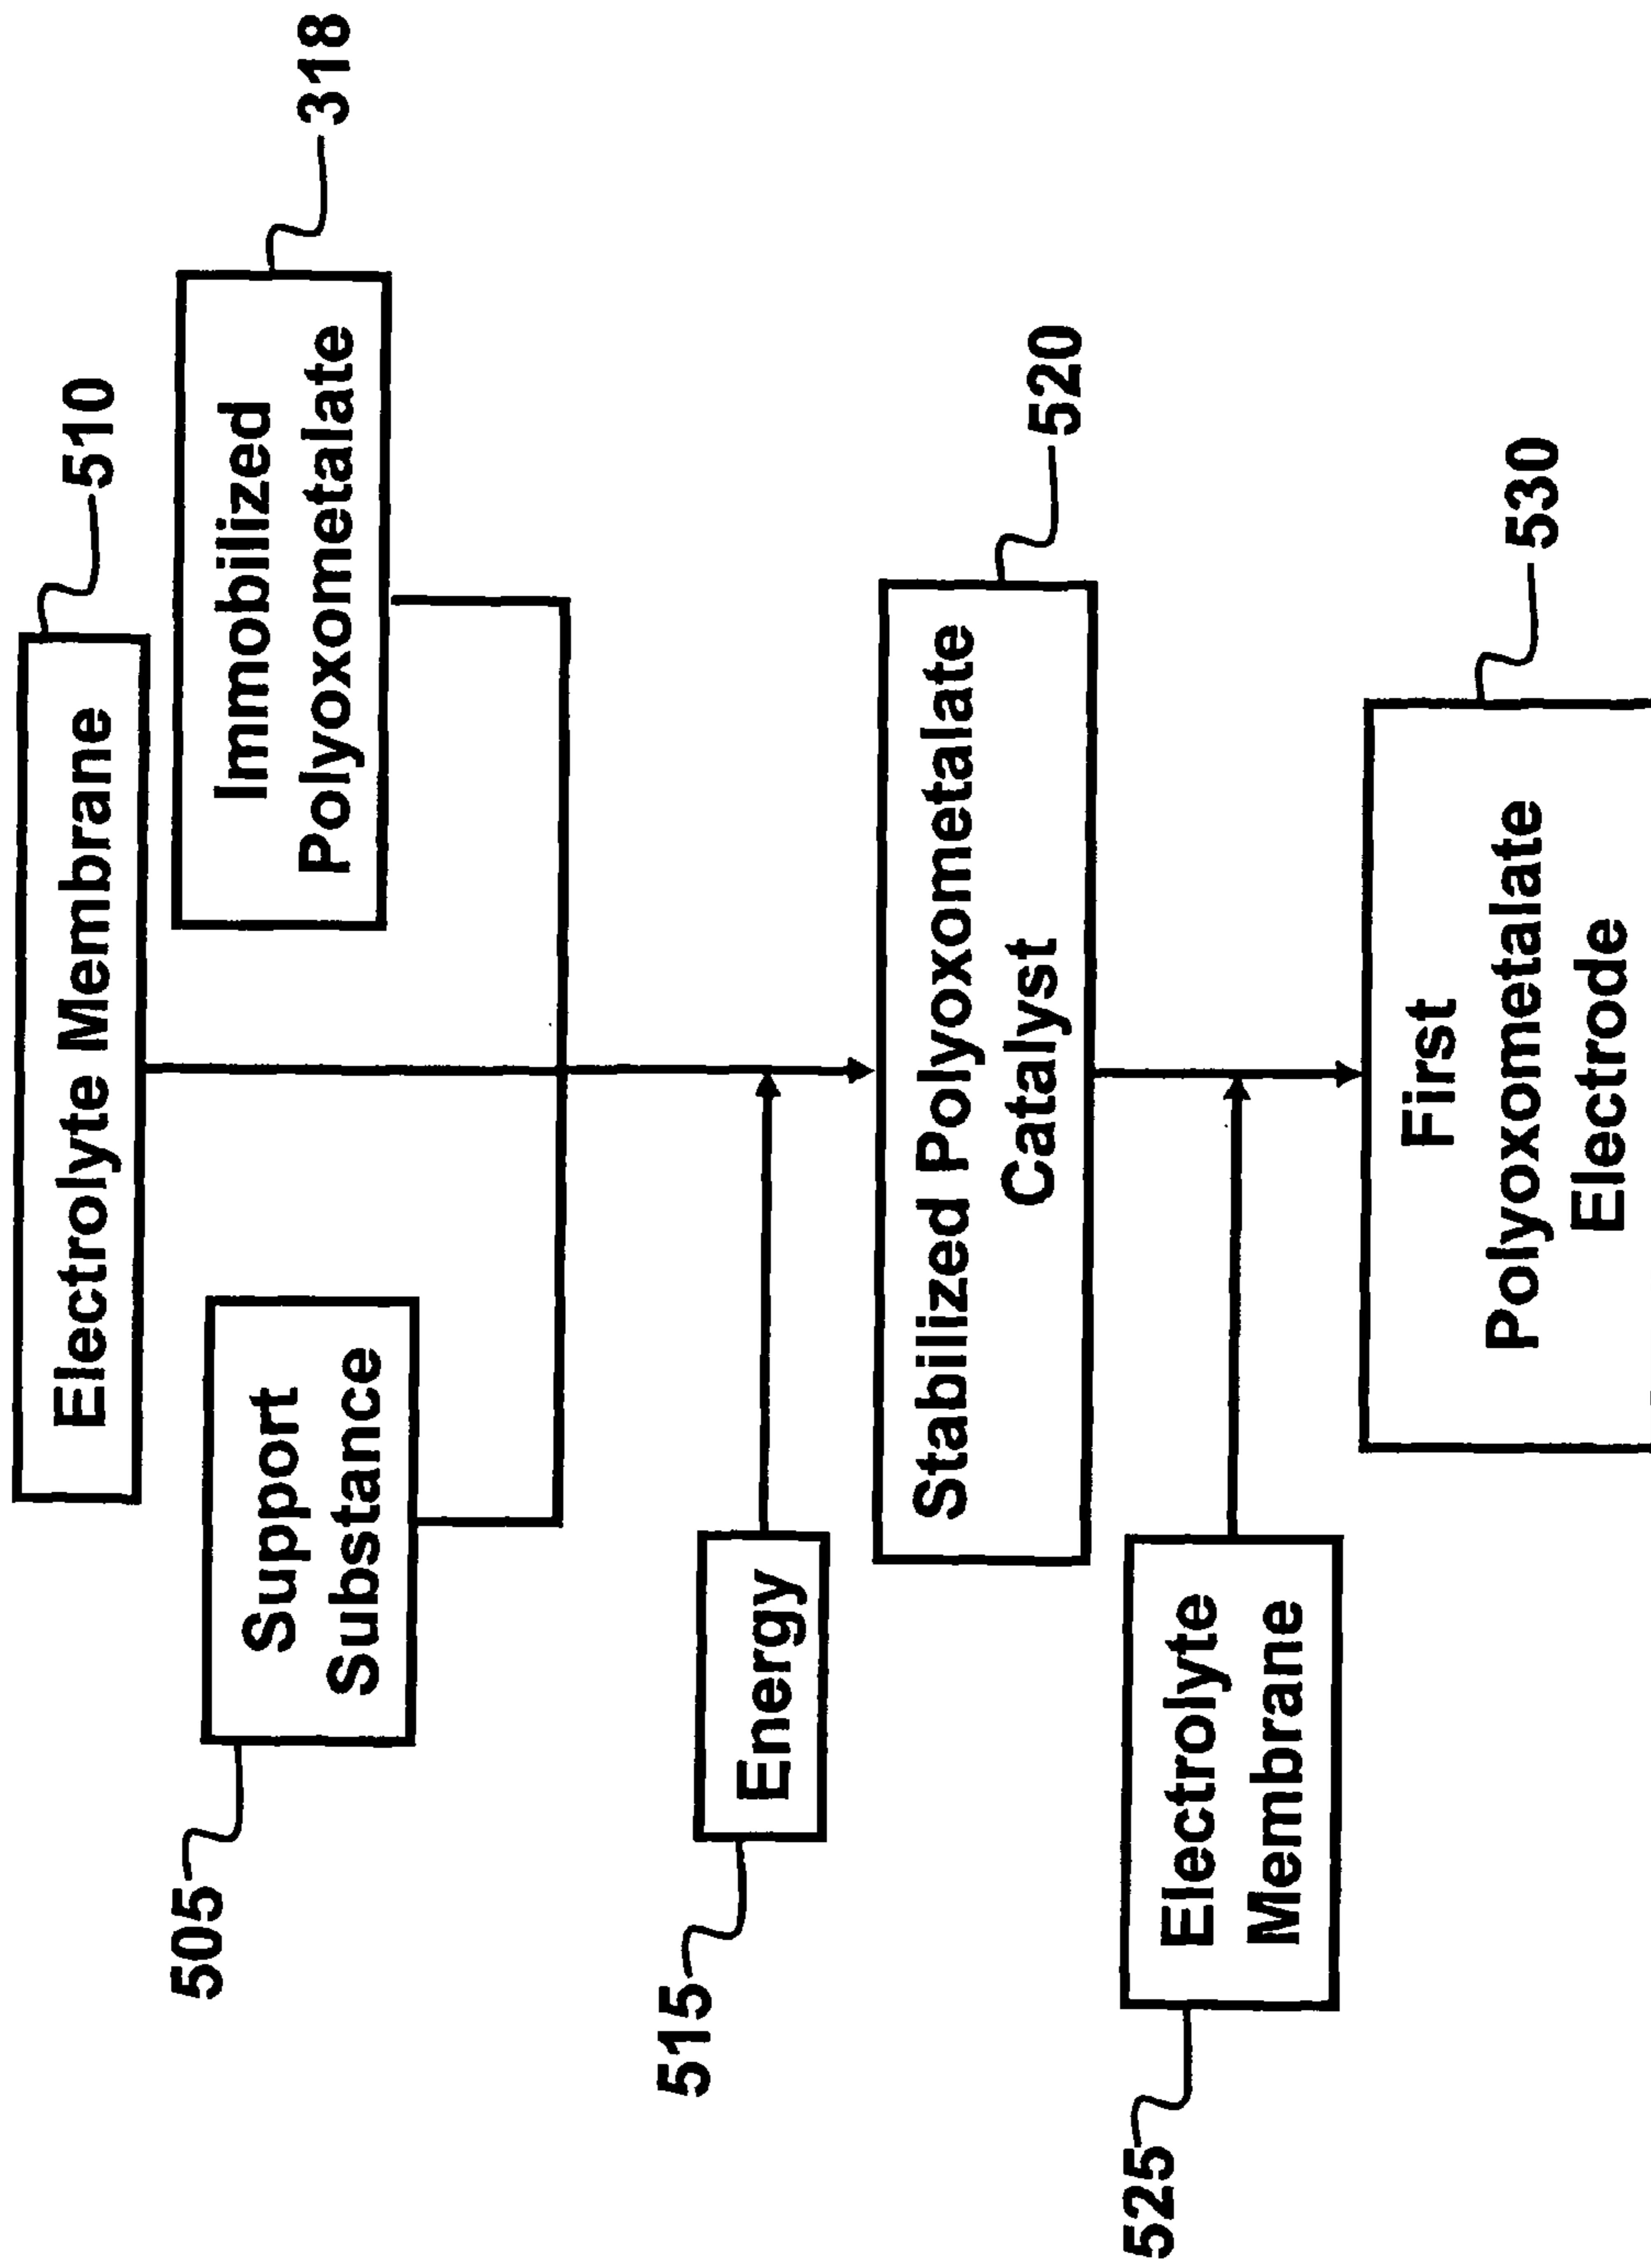 510
Electrolyte Membrane
318
Immobilized
Polyoxometalate
505
Support
Substance
515
Energy
520
Stabilized Polyoxometalate
Catalyst
525
Electrolyte
Membrane
530
First
Polyoxometalate
Electrode